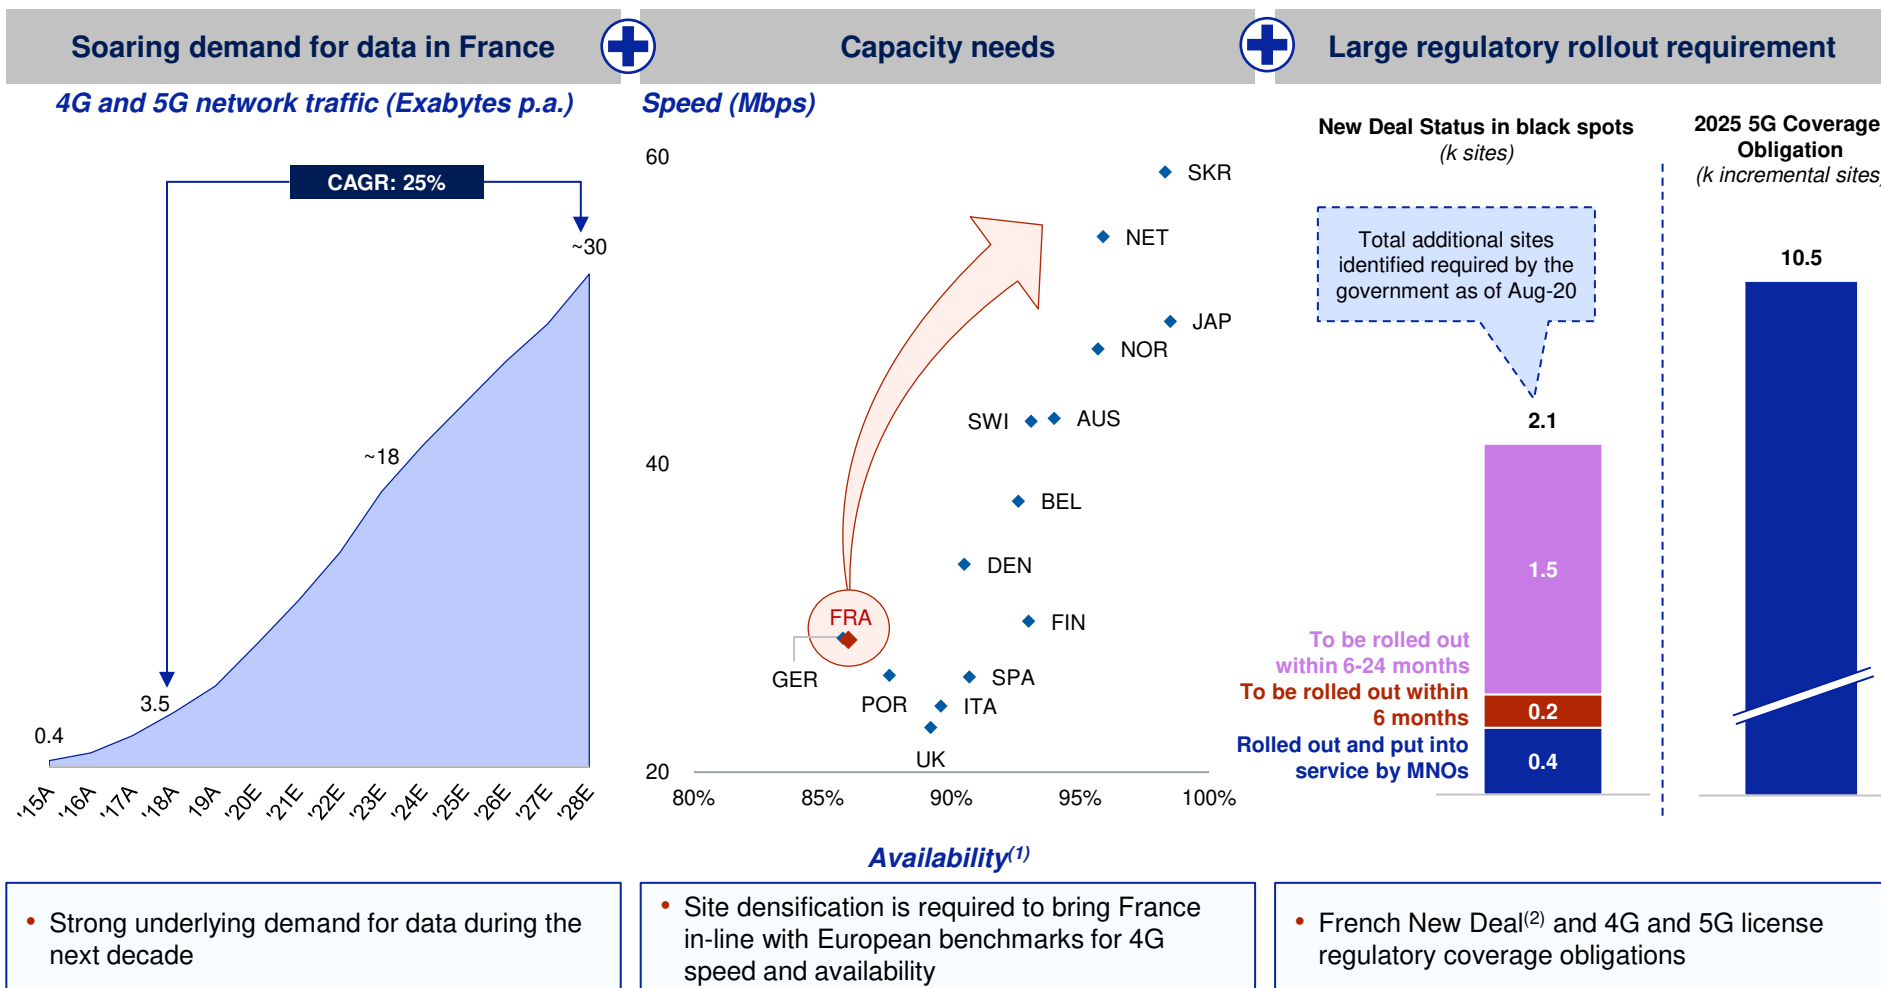 Soaring demand for data in France
Capacity needs
Large regulatory rollout requirement
4G and 5G network traffic (Exabytes p.a.)
CAGR: 25%
~30
~18
3.5
0.4
'15A
'16A
'17A
'18A
19A
'20E
'21E
'22E
'23E
'24E
'25E
'26E
'27E
'28E
Speed (Mbps)
60
40
20
SKR
NET
JAP
NOR
SWI
AUS
BEL
DEN
FIN
FRA
GER
POR
SPA
ITA
UK
80%
85%
90%
95%
100%
Availability(1)
New Deal Status in black spots
(k sites)
Total additional sites
identified required by the
government as of Aug-20
2.1
1.5
0.2
0.4
To be rolled out
within 6-24 months
To be rolled out within
6 months
Rolled out and put into
service by MNOs
2025 5G Coverage
Obligation
(k incremental sites)
10.5
• Strong underlying demand for data during the
next decade
• Site densification is required to bring France
in-line with European benchmarks for 4G
speed and availability
• French New Deal(2) and 4G and 5G license
regulatory coverage obligations